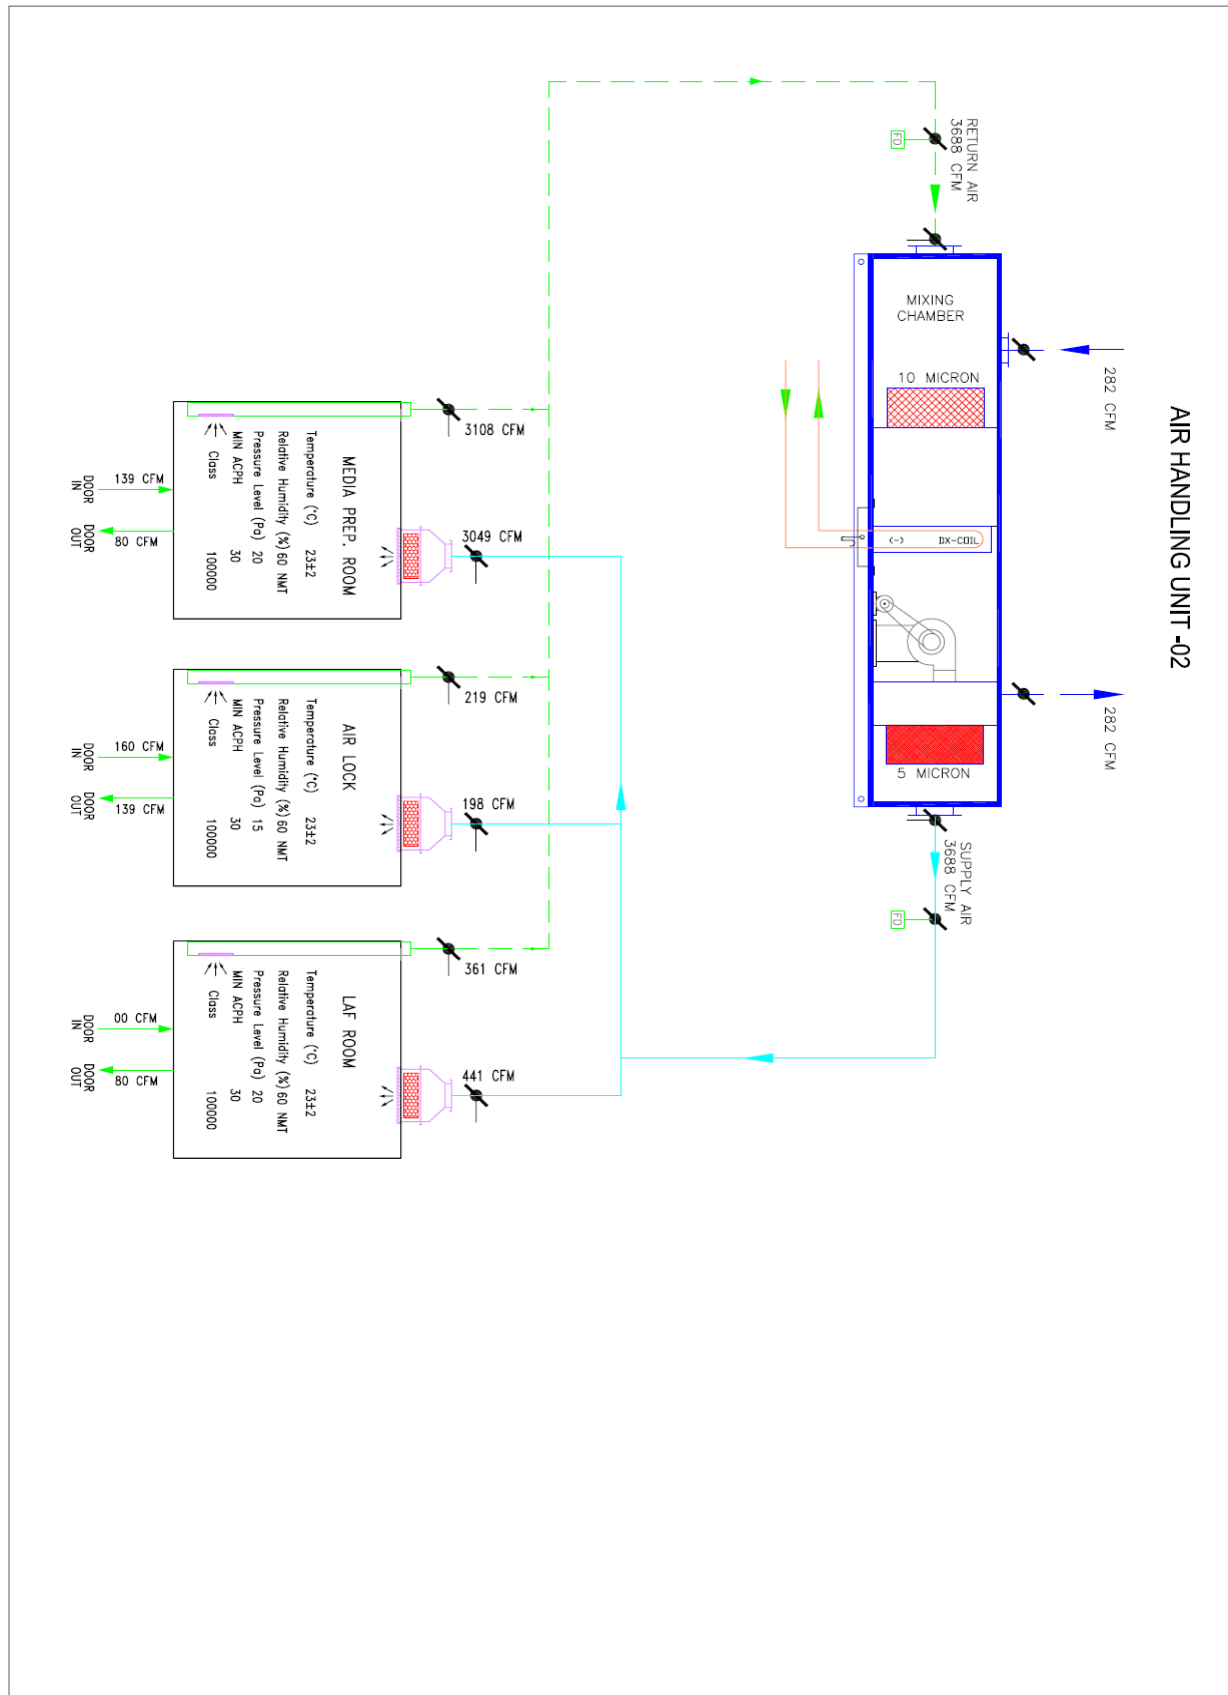 AIR HANDLING UNIT -02
RETURN AIR
3688 CFM
FD
282 CFM
MIXING
CHAMBER
10 MICRON
(-)
DX-COIL
282 CFM
5 MICRON
SUPPLY AIR
3688 CFM
FD
3108 CFM
3049 CFM
MEDIA PREP. ROOM
Temperature (°C) 23±2
Relative Humidity (%) 60 NMT
Pressure Level (Pa) 20
MIN ACPH 30
Class 100000
139 CFM
DOOR
IN
80 CFM
DOOR
OUT
219 CFM
198 CFM
AIR LOCK
Temperature (°C) 23±2
Relative Humidity (%) 60 NMT
Pressure Level (Pa) 15
MIN ACPH 30
Class 100000
160 CFM
DOOR
IN
139 CFM
DOOR
OUT
361 CFM
441 CFM
LAF ROOM
Temperature (°C) 23±2
Relative Humidity (%) 60 NMT
Pressure Level (Pa) 20
MIN ACPH 30
Class 100000
00 CFM
DOOR
IN
80 CFM
DOOR
OUT